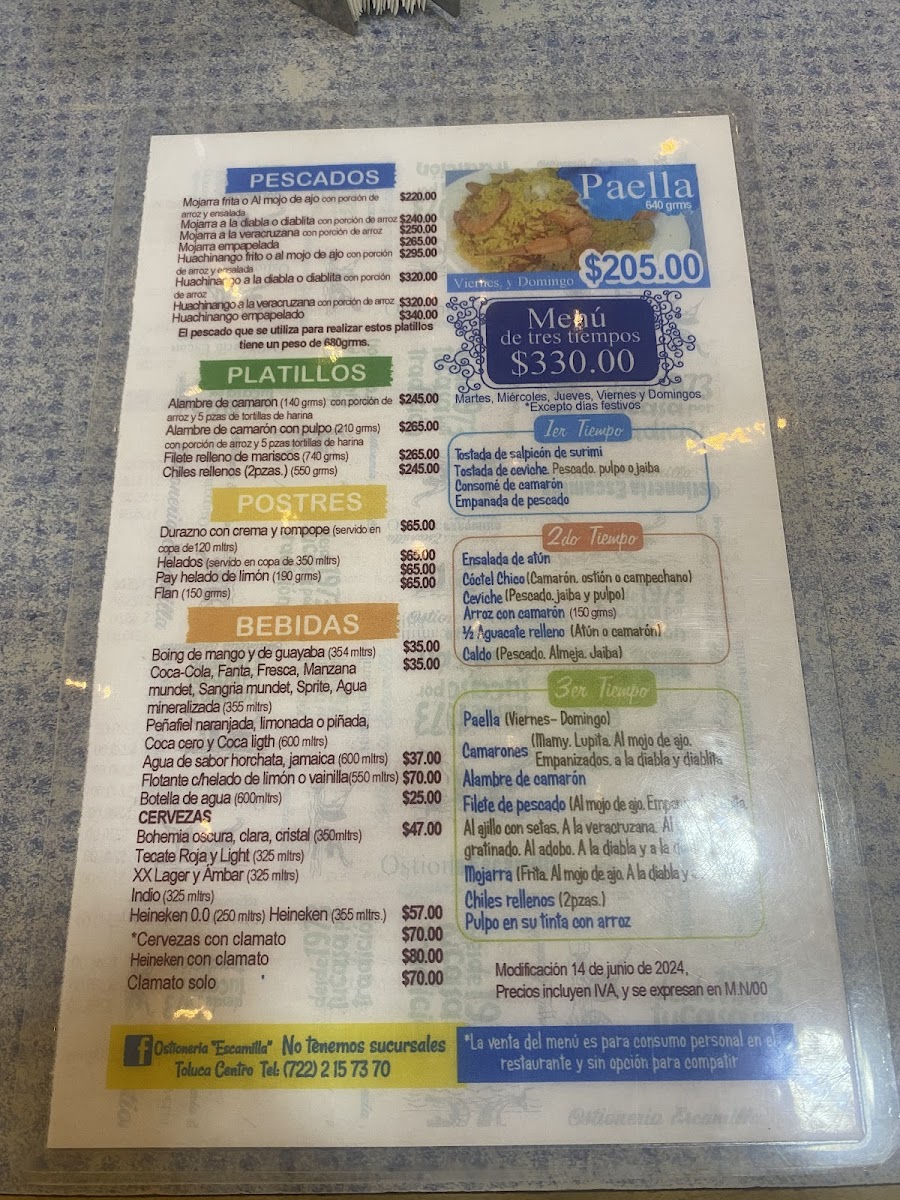 PESCADOS
Mojarra frita o Al mojo de ajo con porción de $220.00
arroz y ensalada
Mojarra a la diabla o diablita con porción de arroz $240.00
Mojarra a la veracruzana con porción de arroz $250.00
Mojarra empapelada $265.00
Huachinango frito o al mojo de ajo con porción $295.00
de arroz y ensalada
Huachinango a la diabla o diablita con porción $320.00
de arroz
Huachinango a la veracruzana con porción de arroz $320.00
Huachinango empapelado $340.00
El pescado que se utiliza para realizar estos platillos
tiene un peso de 680grms.
PLATILLOS
Alambre de camaron (140 grms) con porción de $245.00
arroz y 5 pzas de tortillas de harina
Alambre de camarón con pulpo (210 grms) $265.00
con porción de arroz y 5 pzas tortillas de harina
Filete relleno de mariscos (740 grms) $265.00
Chiles rellenos (2pzas.) (550 grms) $245.00
POSTRES
Durazno con crema y rompope (servido en $65.00
copa de120 mltrs)
Helados (servido en copa de 350 mltrs) $65.00
Pay helado de limón (190 grms) $65.00
Flan (150 grms) $65.00
BEBIDAS
Boing de mango y de guayaba (354 mltrs) $35.00
Coca-Cola, Fanta, Fresca, Manzana $35.00
mundet, Sangria mundet, Sprite, Agua
mineralizada (355 mltrs)
Peñafiel naranjada, limonada o piñada,
Coca cero y Coca ligth (600 mltrs)
Agua de sabor horchata, jamaica (600 mltrs) $37.00
Flotante c/helado de limón o vainilla(550 mltrs) $70.00
Botella de agua (600mltrs) $25.00
CERVEZAS
Bohemia oscura, clara, cristal (350mltrs) $47.00
Tecate Roja y Light (325 mltrs)
XX Lager y Ambar (325 mltrs)
Indio (325 mltrs)
Heineken 0.0 (250 mltrs) Heineken (355 mltrs.) $57.00
*Cervezas con clamato $70.00
Heineken con clamato $80.00
Clamato solo $70.00
Paella
640 grms
Viernes, y Domingo $205.00
Menú
de tres tiempos
$330.00
Martes, Miércoles, Jueves, Viernes y Domingos
*Excepto días festivos
1er Tiempo
Tostada de salpicón de surimi
Tostada de ceviche. Pescado, pulpo o jaiba
Consomé de camarón
Empanada de pescado
2do Tiempo
Ensalada de atún
Cóctel Chico (Camarón, ostión o campechano)
Ceviche (Pescado, jaiba y pulpo)
Arroz con camarón (150 grms)
½ Aguacate relleno (Atún o camarón)
Caldo (Pescado, Almeja, Jaiba)
3er Tiempo
Paella (Viernes- Domingo)
Camarones (Mamy, Lupita, Al mojo de ajo,
Empanizados, a la diabla y diablita
Alambre de camarón
Filete de pescado (Al mojo de ajo,
Al ajillo con setas, A la veracruzana, Al
gratinado, Al adobo, A la diabla y a la
Mojarra (Frita, Al mojo de ajo, A la diabla y
Chiles rellenos (2pzas.)
Pulpo en su tinta con arroz
Modificación 14 de junio de 2024,
Precios incluyen IVA, y se expresan en M.N/00
f Ostionería "Escamilla" No tenemos sucursales
Toluca Centro Tel: (722) 2 15 73 70
*La venta del menú es para consumo personal en el
restaurante y sin opción para compatir